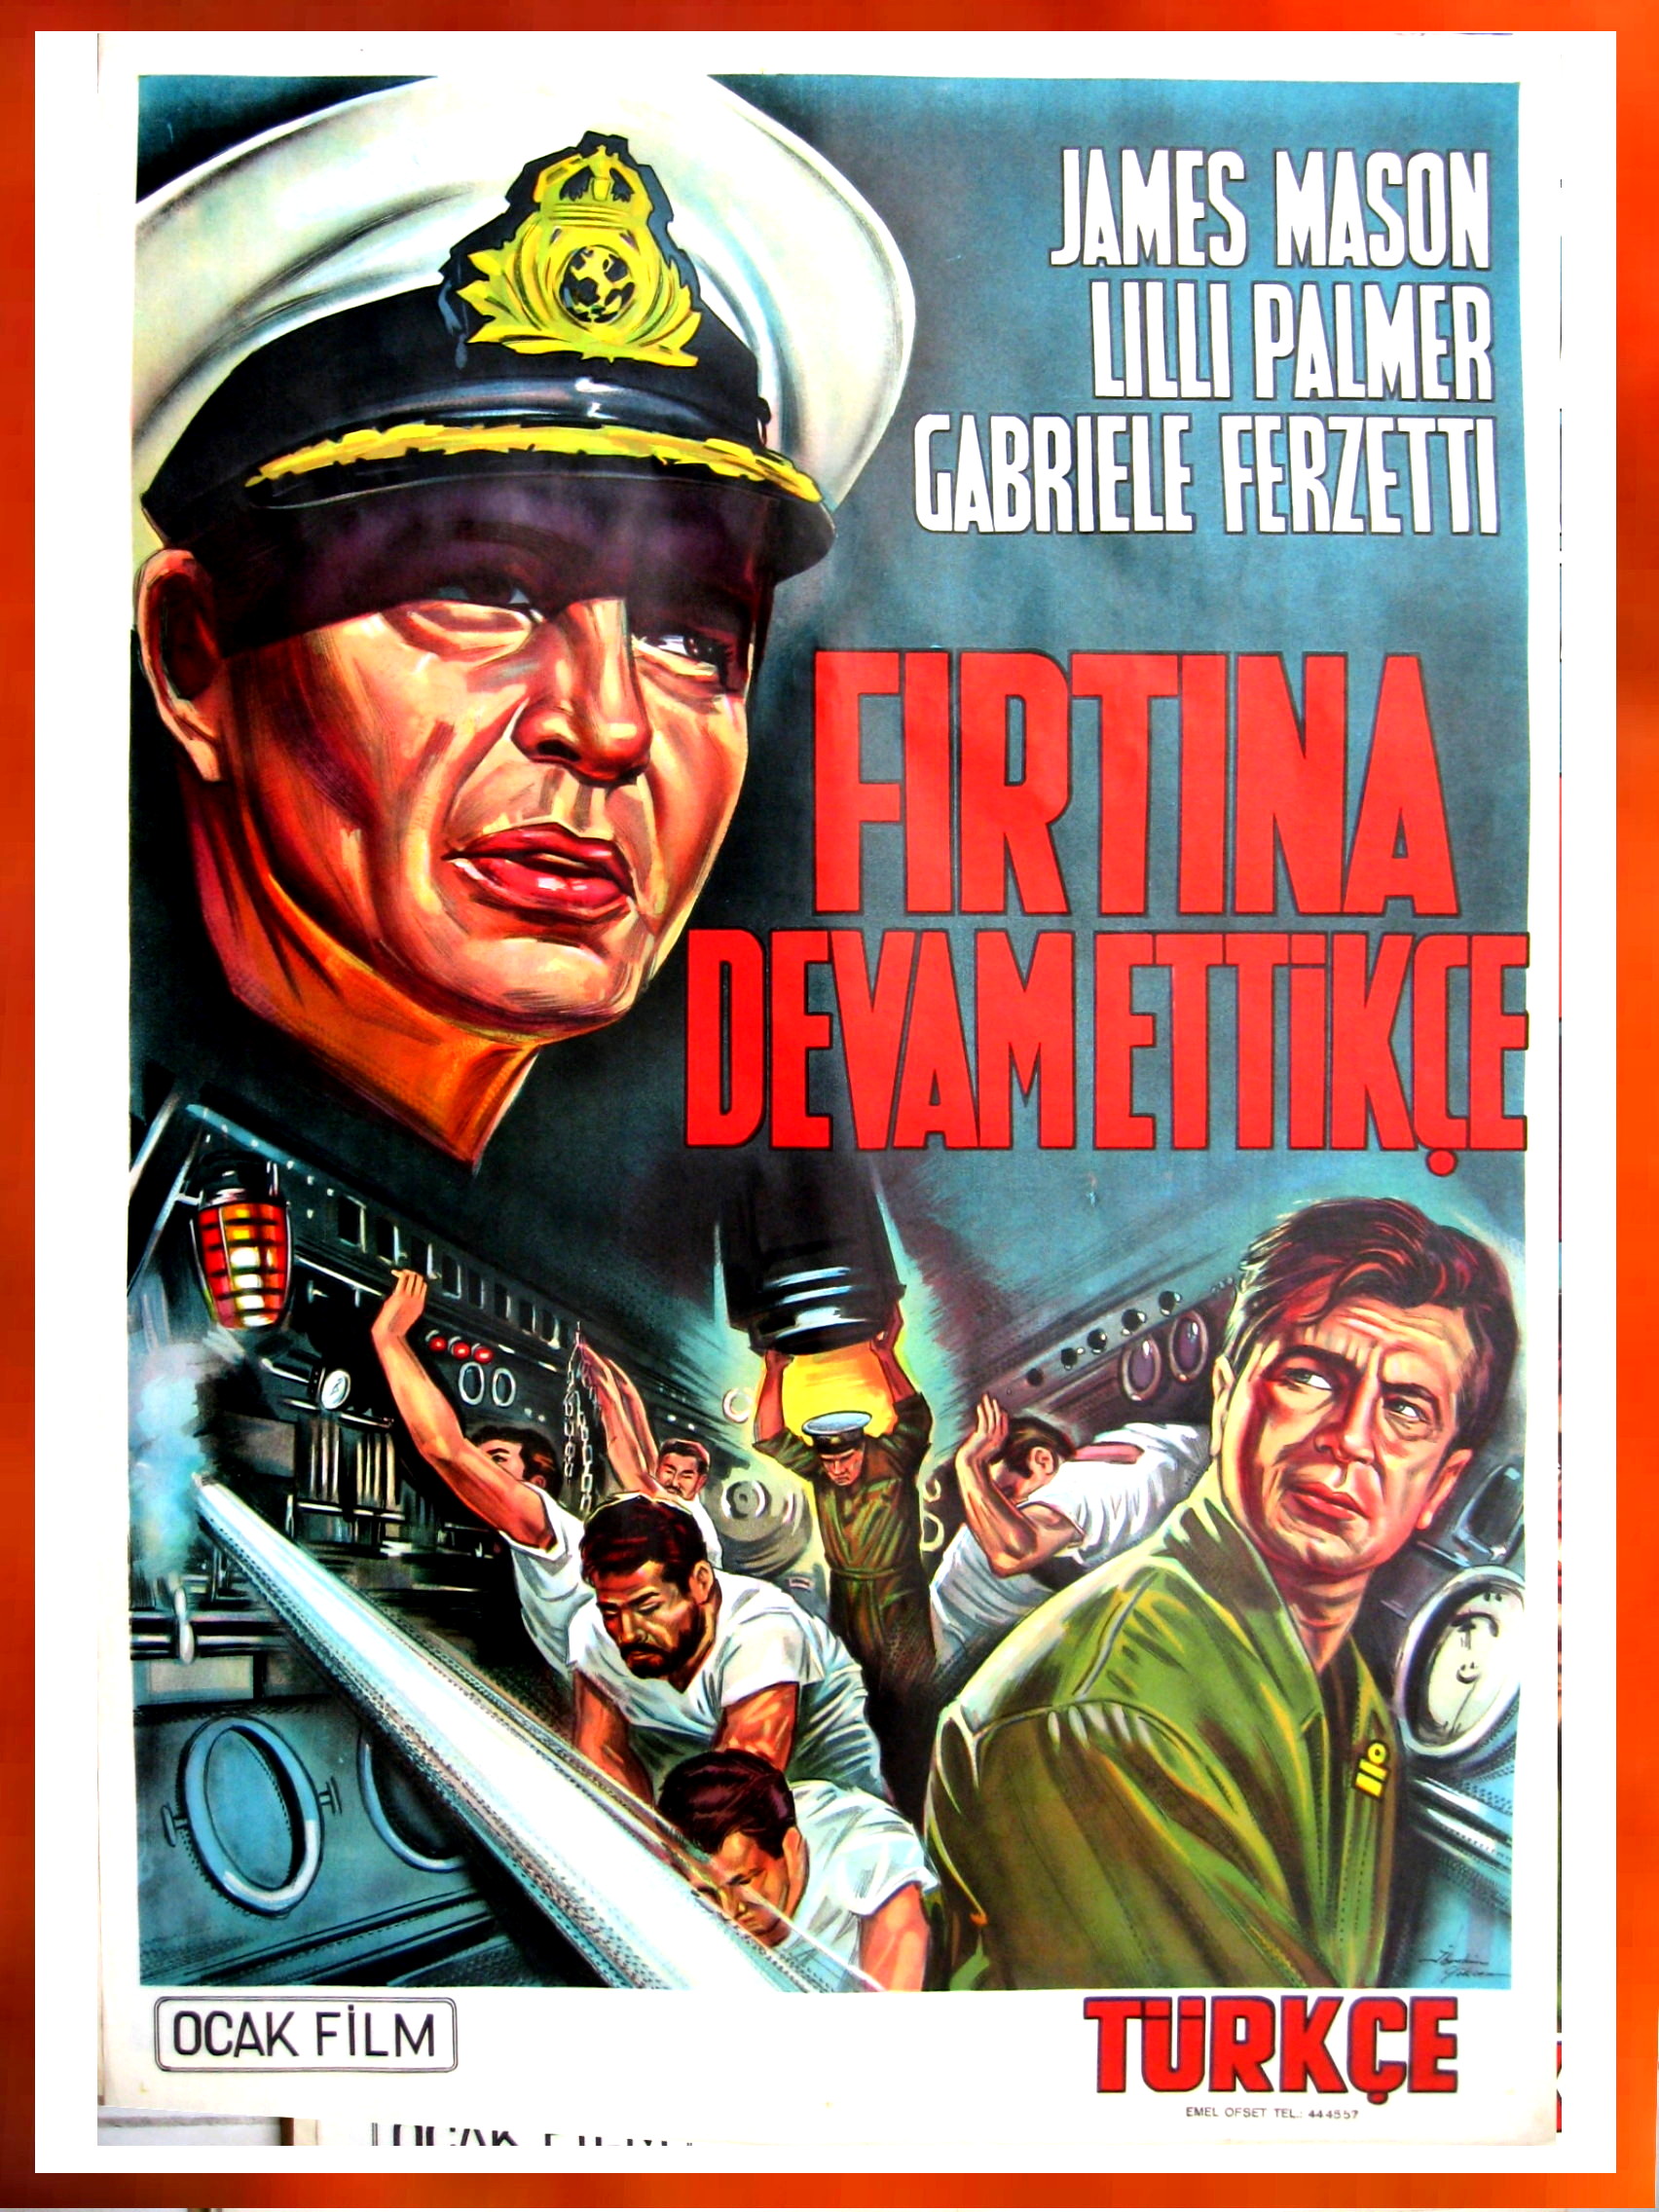 JAMES MASON
LILLI PALMER
GABRIELE FERZETTI
FIRTINA
DEVAM ETTİKÇE
OCAK FİLM
TÜRKÇE
EMEL OFSET TEL.: 444557